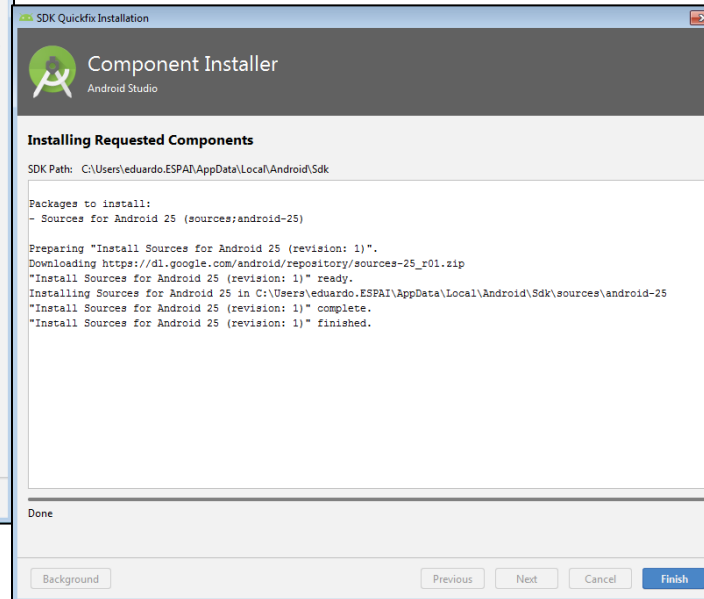 SDK Quickfix Installation
Component Installer
Android Studio
Installing Requested Components
SDK Path: C:\Users\eduardo.ESPAI\AppData\Local\Android\Sdk
Packages to install:
- Sources for Android 25 (sources;android-25)
Preparing "Install Sources for Android 25 (revision: 1)".
Downloading https://dl.google.com/android/repository/sources-25_r01.zip
"Install Sources for Android 25 (revision: 1)" ready.
Installing Sources for Android 25 in C:\Users\eduardo.ESPAI\AppData\Local\Android\Sdk\sources\android-25
"Install Sources for Android 25 (revision: 1)" complete.
"Install Sources for Android 25 (revision: 1)" finished.
Done
Background Previous Next Cancel Finish